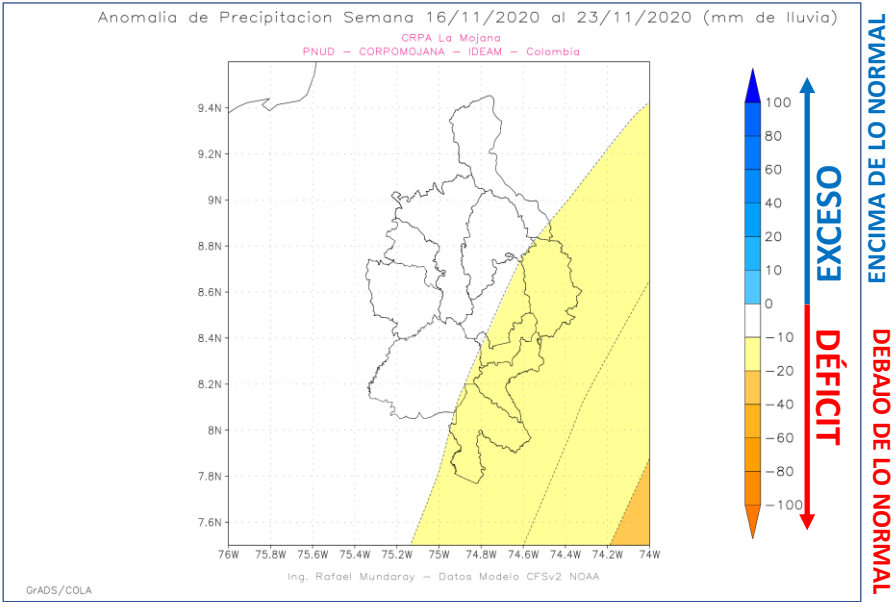 Anomalia de Precipitacion Semana 16/11/2020 al 23/11/2020 (mm de lluvia)
CRPA La Mojana
PNUD – CORPOMOJANA – IDEAM – Colombia
9.4N
9.2N
9N
8.8N
8.6N
8.4N
8.2N
8N
7.8N
7.6N
76W 75.8W 75.6W 75.4W 75.2W 75W 74.8W 74.6W 74.4W 74.2W 74W
100
80
60
40
20
10
0
−10
−20
−40
−60
−80
−100
EXCESO
DÉFICIT
ENCIMA DE LO NORMAL
DEBAJO DE LO NORMAL
Ing. Rafael Mundaray – Datos Modelo CFSv2 NOAA
GrADS/COLA